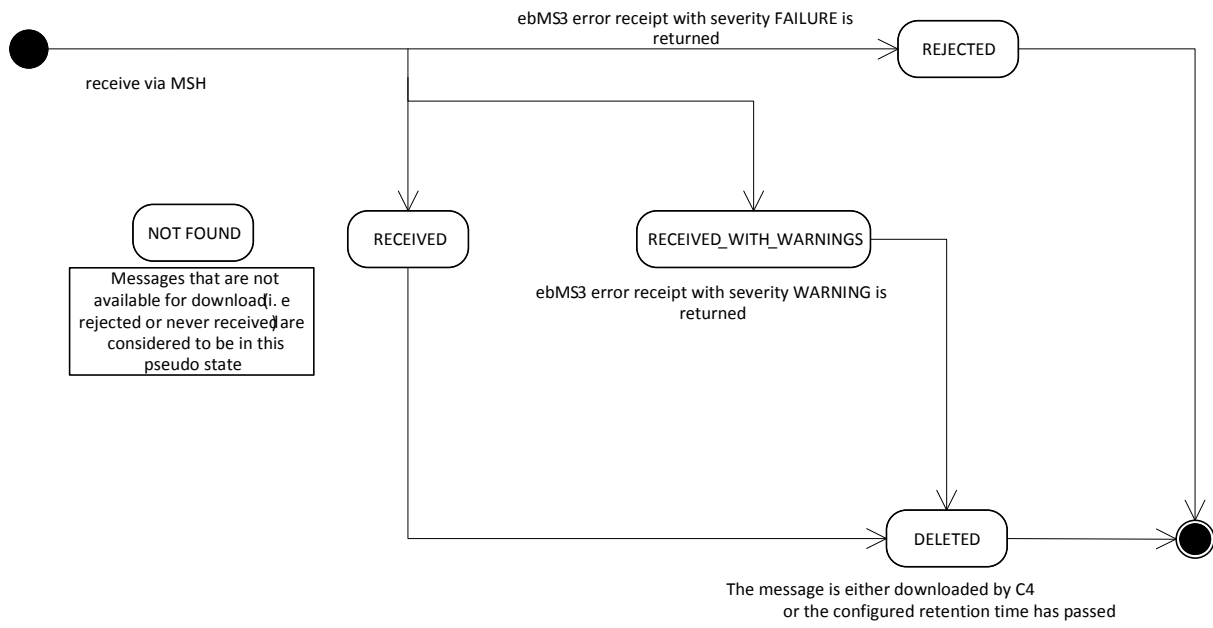 ebMS3 error receipt with severity FAILURE is
returned
REJECTED
receive via MSH
NOT FOUND
RECEIVED
RECEIVED_WITH_WARNINGS
Messages that are not
available for download(i. e
rejected or never received)are
considered to be in this
pseudo state
ebMS3 error receipt with severity WARNING is
returned
DELETED
The message is either downloaded by C4
or the configured retention time has passed